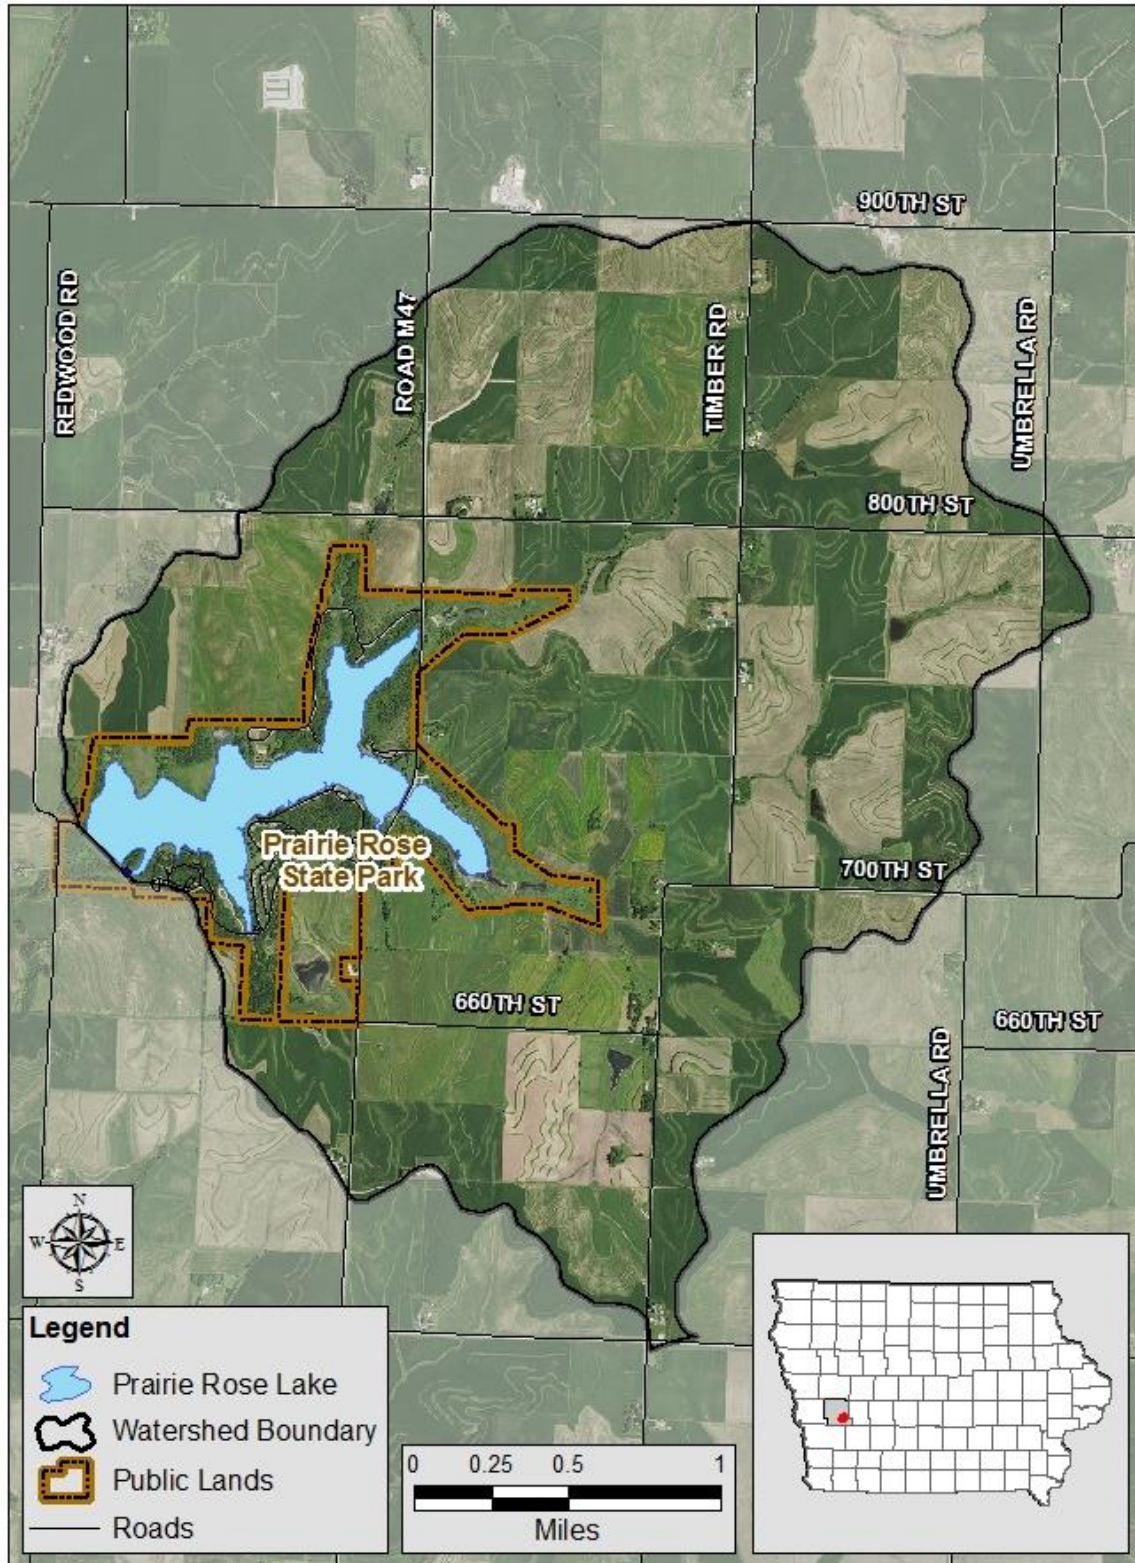 900TH ST
REDWOOD RD
ROAD M47
TIMBER RD
UMBRELLA RD
800TH ST
Prairie Rose
State Park
700TH ST
660TH ST
660TH ST
UMBRELLA RD
N
W E
S
Legend
Prairie Rose Lake
Watershed Boundary
Public Lands
Roads
0 0.25 0.5 1
Miles